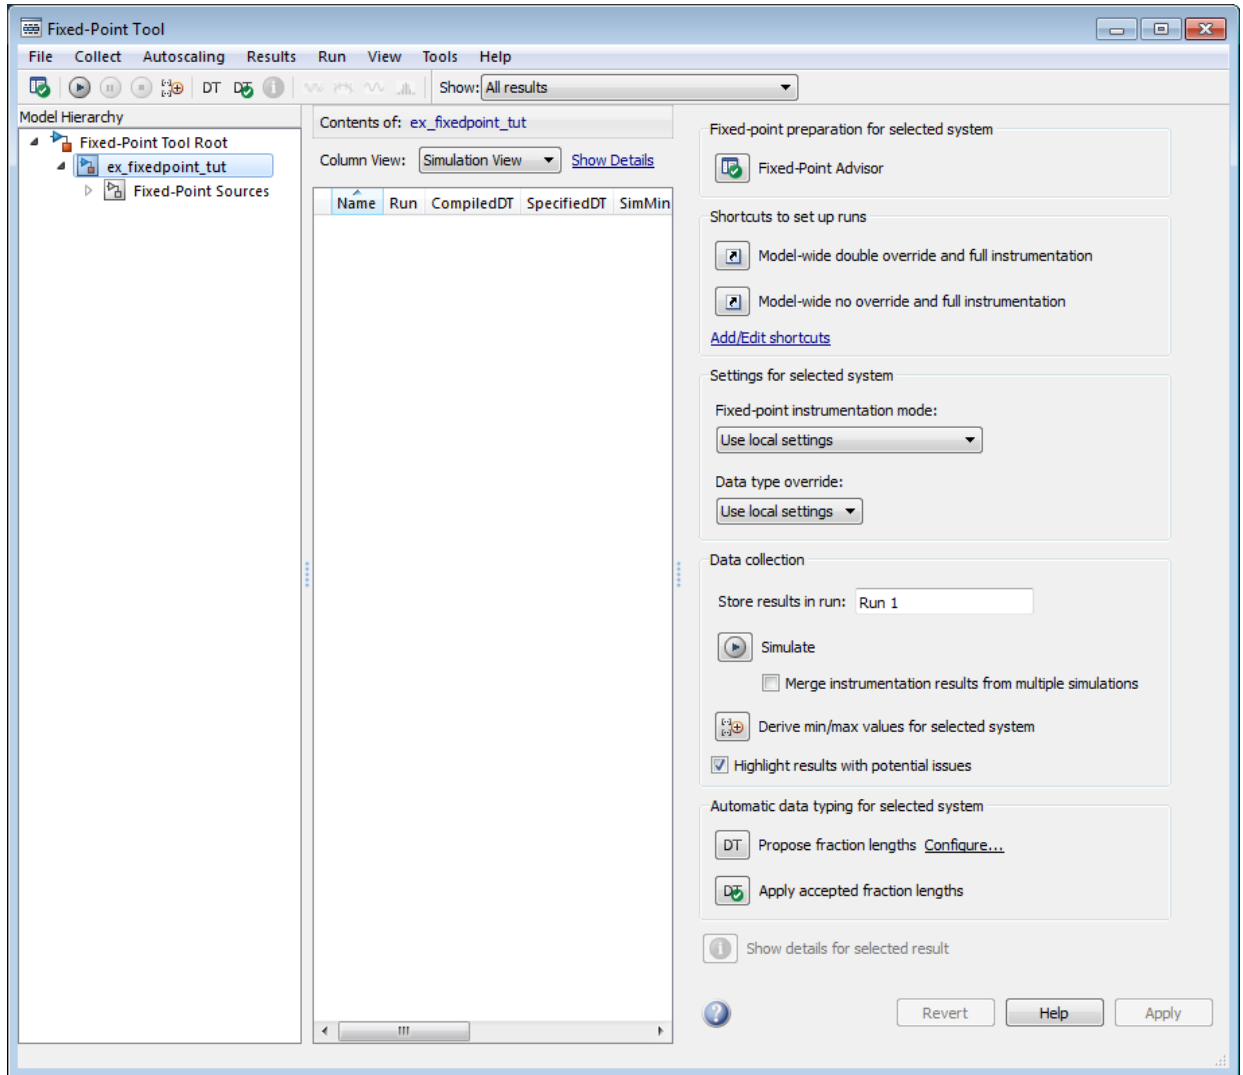 Fixed-Point Tool
File Collect Autoscaling Results Run View Tools Help
DT DT Show: All results
Model Hierarchy
Fixed-Point Tool Root
ex_fixedpoint_tut
Fixed-Point Sources
Contents of: ex_fixedpoint_tut
Column View: Simulation View Show Details
Name Run CompiledDT SpecifiedDT SimMin
Fixed-point preparation for selected system
Fixed-Point Advisor
Shortcuts to set up runs
Model-wide double override and full instrumentation
Model-wide no override and full instrumentation
Add/Edit shortcuts
Settings for selected system
Fixed-point instrumentation mode:
Use local settings
Data type override:
Use local settings
Data collection
Store results in run: Run 1
Simulate
Merge instrumentation results from multiple simulations
Derive min/max values for selected system
Highlight results with potential issues
Automatic data typing for selected system
DT Propose fraction lengths Configure...
DT Apply accepted fraction lengths
Show details for selected result
Revert Help Apply